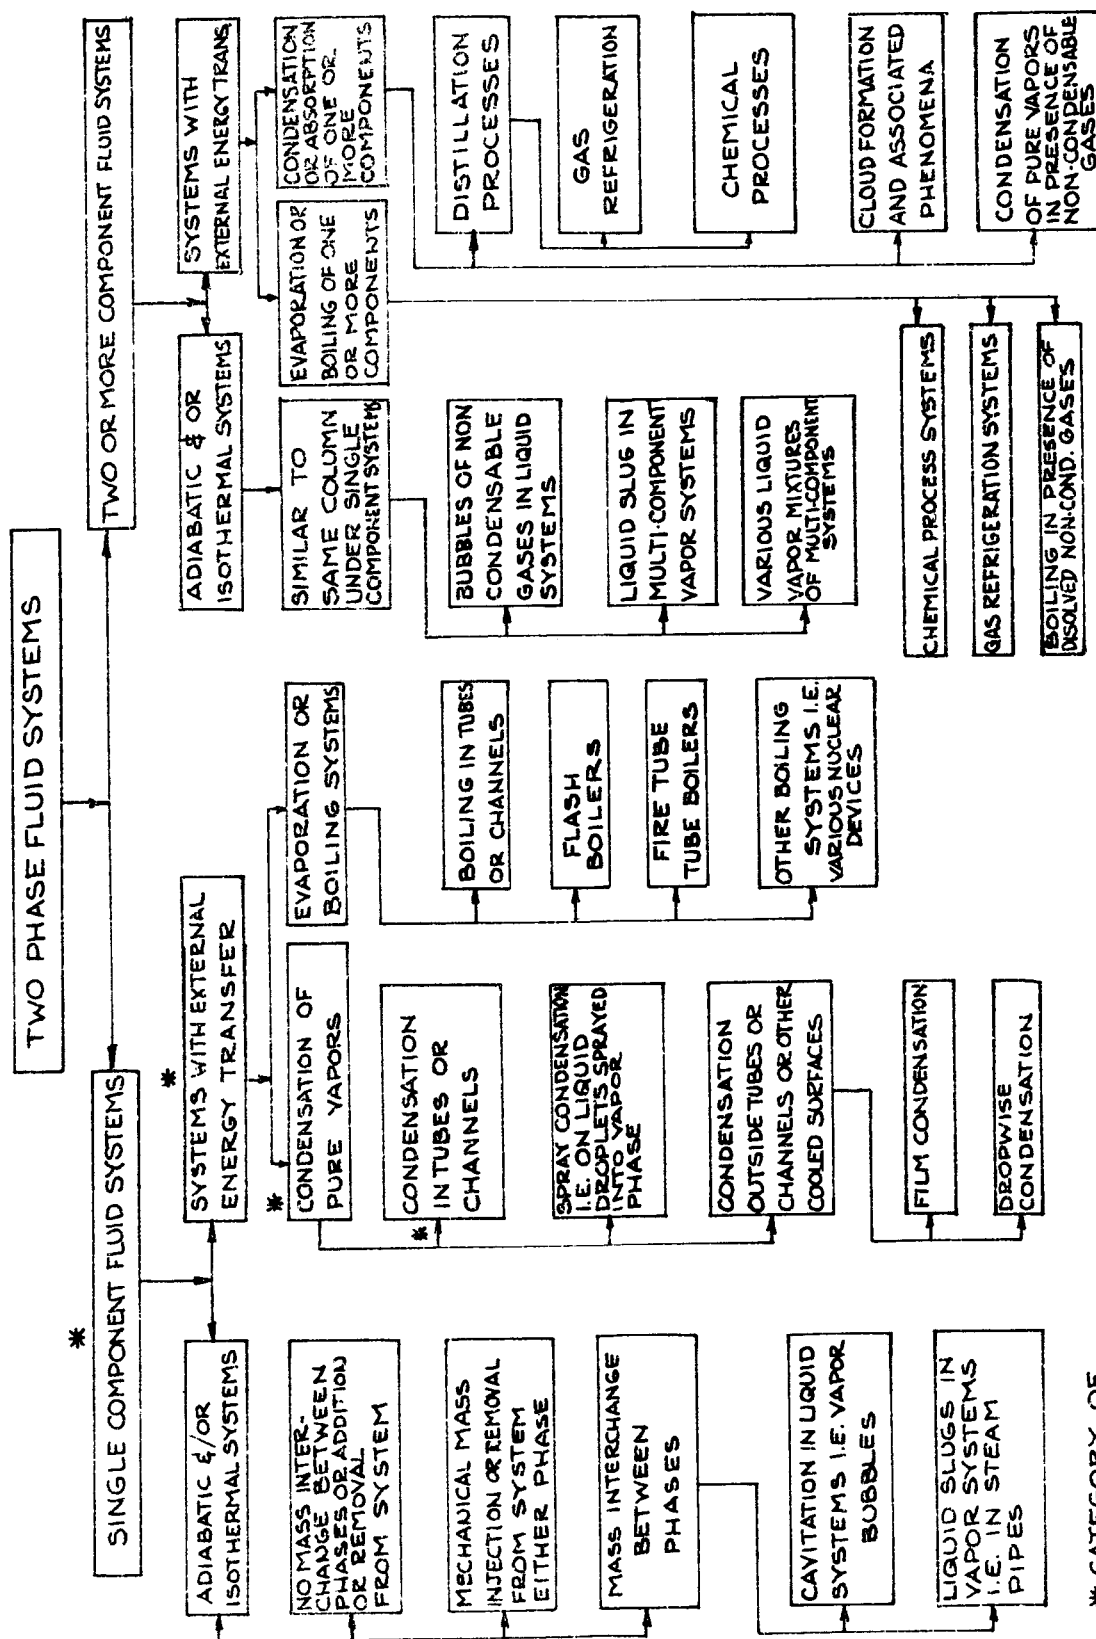 TWO PHASE FLUID SYSTEMS
*
SINGLE COMPONENT FLUID SYSTEMS
TWO OR MORE COMPONENT FLUID SYSTEMS
ADIABATIC &/OR
ISOTHERMAL SYSTEMS
*
SYSTEMS WITH EXTERNAL
ENERGY TRANSFER
ADIABATIC & OR
ISOTHERMAL SYSTEMS
SYSTEMS WITH
EXTERNAL ENERGY TRANS.
NO MASS INTER-
CHANGE BETWEEN
PHASES OR ADDITION
OR REMOVAL
FROM SYSTEM
MECHANICAL MASS
INJECTION OR REMOVAL
FROM SYSTEM
EITHER PHASE
MASS INTERCHANGE
BETWEEN
PHASES
CAVITATION IN LIQUID
SYSTEMS I.E. VAPOR
BUBBLES
LIQUID SLUGS IN
VAPOR SYSTEMS
I.E. IN STEAM
PIPES
*
CONDENSATION OF
PURE VAPORS
*
CONDENSATION
IN TUBES OR
CHANNELS
SPRAY CONDENSATION
I.E. ON LIQUID
DROPLETS SPRAYED
INTO VAPOR
PHASE
CONDENSATION
OUTSIDE TUBES OR
CHANNELS OR OTHER
COOLED SURFACES
FILM CONDENSATION
DROPWISE
CONDENSATION
EVAPORATION OR
BOILING SYSTEMS
BOILING IN TUBES
OR CHANNELS
FLASH
BOILERS
FIRE TUBE
TUBE BOILERS
OTHER BOILING
SYSTEMS I.E.
VARIOUS NUCLEAR
DEVICES
SIMILAR TO
SAME COLUMN
UNDER SINGLE
COMPONENT SYSTEMS
BUBBLES OF NON
CONDENSABLE
GASES IN LIQUID
SYSTEMS
LIQUID SLUG IN
MULTI-COMPONENT
VAPOR SYSTEMS
VARIOUS LIQUID
VAPOR MIXTURES
OF MULTI-COMPONENT
SYSTEMS
EVAPORATION OR
BOILING OF ONE
OR MORE
COMPONENTS
CHEMICAL PROCESS SYSTEMS
GAS REFRIGERATION SYSTEMS
BOILING IN PRESENCE OF
DISOLVED NON-COND. GASES
CONDENSATION
OR ABSORPTION
OF ONE OR
MORE
COMPONENTS
DISTILLATION
PROCESSES
GAS
REFRIGERATION
CHEMICAL
PROCESSES
CLOUD FORMATION
AND ASSOCIATED
PHENOMENA
CONDENSATION
OF PURE VAPORS
IN PRESENCE OF
NON-CONDENSABLE
GASES
* CATEGORY OF